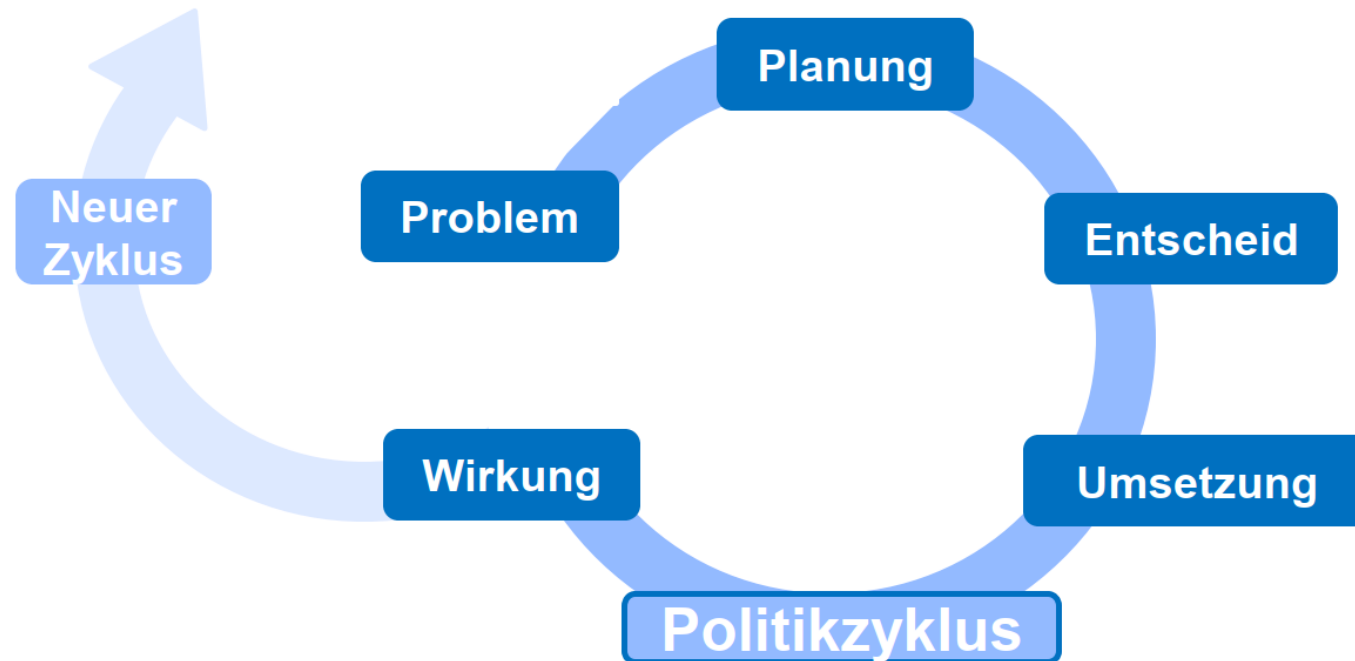 Planung
Problem
Neuer
Zyklus
Entscheid
Wirkung
Umsetzung
Politikzyklus